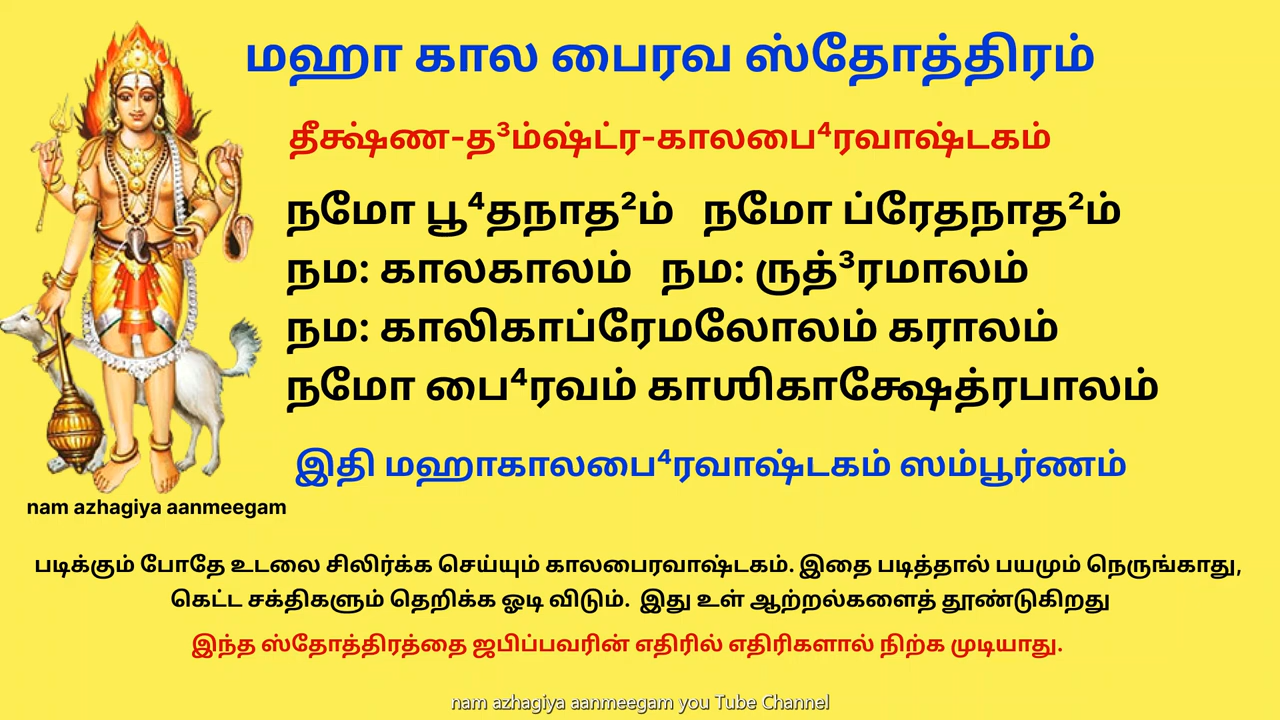 மஹா கால பைரவ ஸ்தோத்திரம்
தீக்ஷ்ண-த³ம்ஷ்ட்ர-காலபை⁴ரவாஷ்டகம்
நமோ பூ⁴தநாத²ம் நமோ ப்ரேதநாத²ம்
நம: காலகாலம் நம: ருத்³ரமாலம்
நம: காலிகாப்ரேமலோலம் கராலம்
நமோ பை⁴ரவம் காஶிகாக்ஷேத்ரபாலம்
இதி மஹாகாலபை⁴ரவாஷ்டகம் ஸம்பூர்ணம்
nam azhagiya aanmeegam
படிக்கும் போதே உடலை சிலிர்க்க செய்யும் காலபைரவாஷ்டகம். இதை படித்தால் பயமும் நெருங்காது,
கெட்ட சக்திகளும் தெறிக்க ஓடி விடும். இது உள் ஆற்றல்களைத் தூண்டுகிறது
இந்த ஸ்தோத்திரத்தை ஜபிப்பவரின் எதிரில் எதிரிகளால் நிற்க முடியாது.
nam azhagiya aanmeegam you Tube Channel